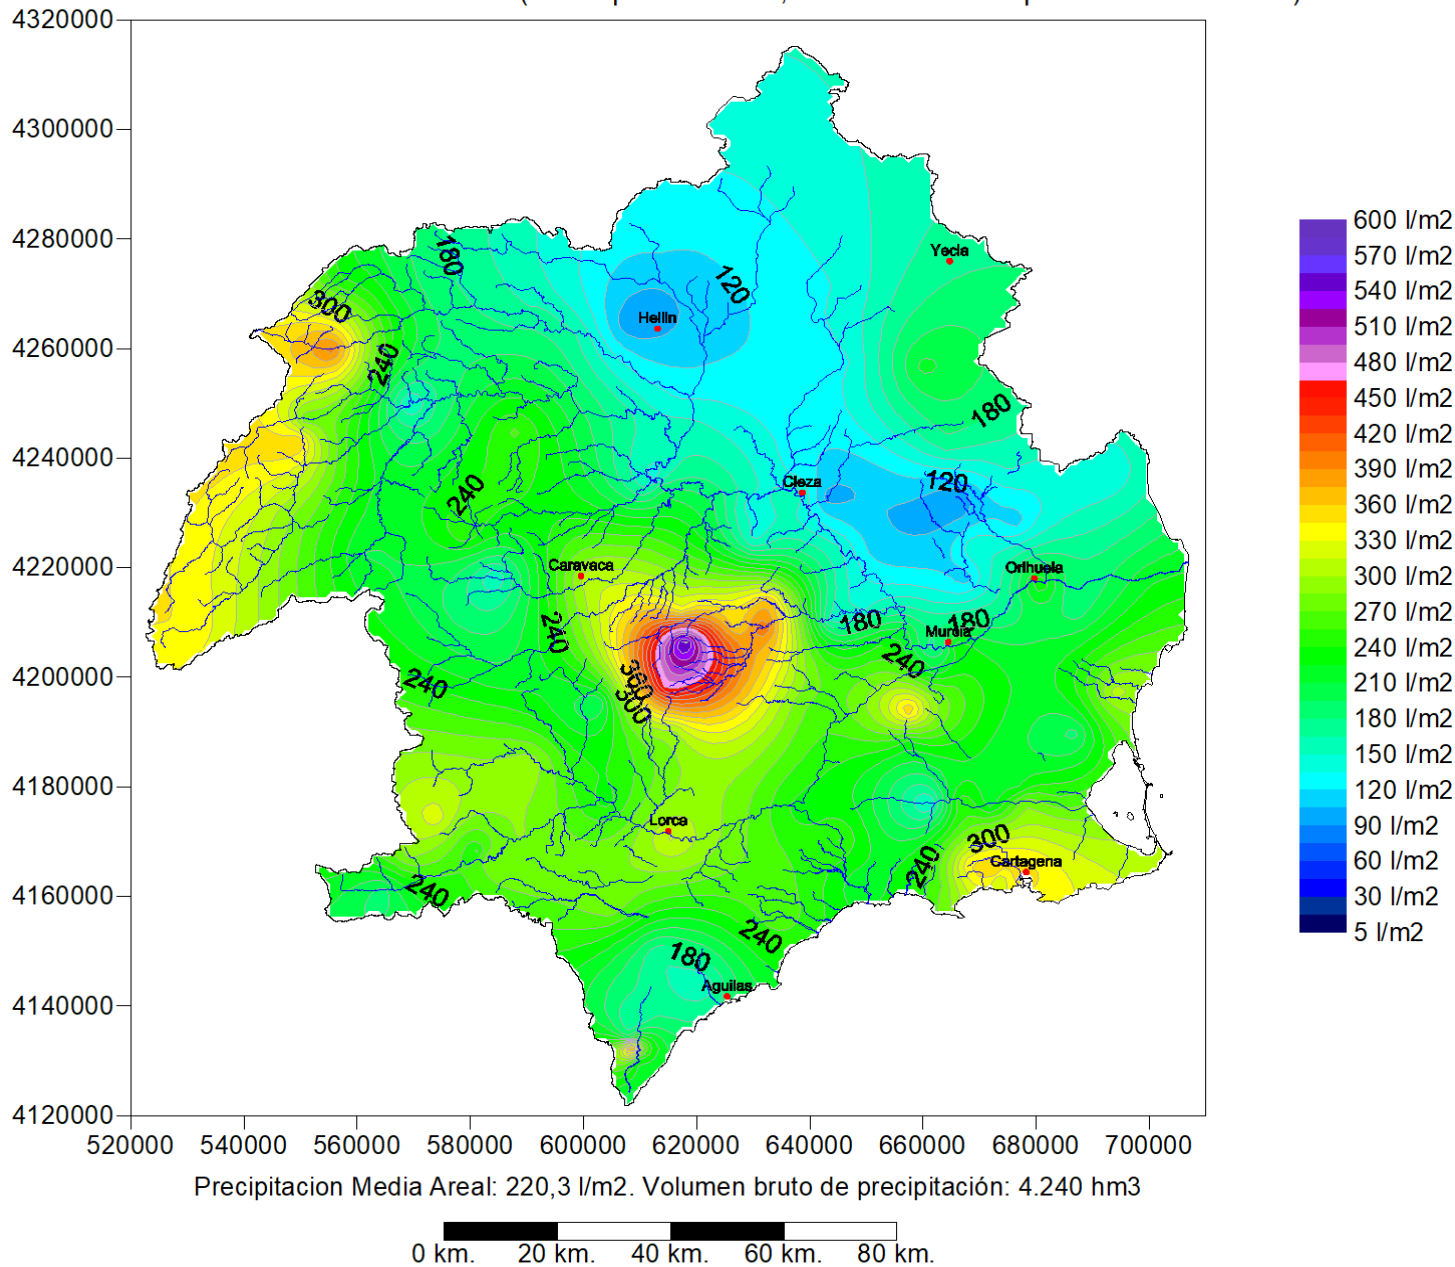 4320000
4300000
4280000
4260000
4240000
4220000
4200000
4180000
4160000
4140000
4120000
520000 540000 560000 580000 600000 620000 640000 660000 680000 700000
180
Yecla
120
300
Hellin
240
180
240
Cieza
120
Caravaca
Orihuela
240
180
180
Murcia
240
240
300
300
Lorca
300
Cartagena
240
240
240
180
Aguilas
600 l/m2
570 l/m2
540 l/m2
510 l/m2
480 l/m2
450 l/m2
420 l/m2
390 l/m2
360 l/m2
330 l/m2
300 l/m2
270 l/m2
240 l/m2
210 l/m2
180 l/m2
150 l/m2
120 l/m2
90 l/m2
60 l/m2
30 l/m2
5 l/m2
Precipitacion Media Areal: 220,3 l/m2. Volumen bruto de precipitación: 4.240 hm3
0 km. 20 km. 40 km. 60 km. 80 km.